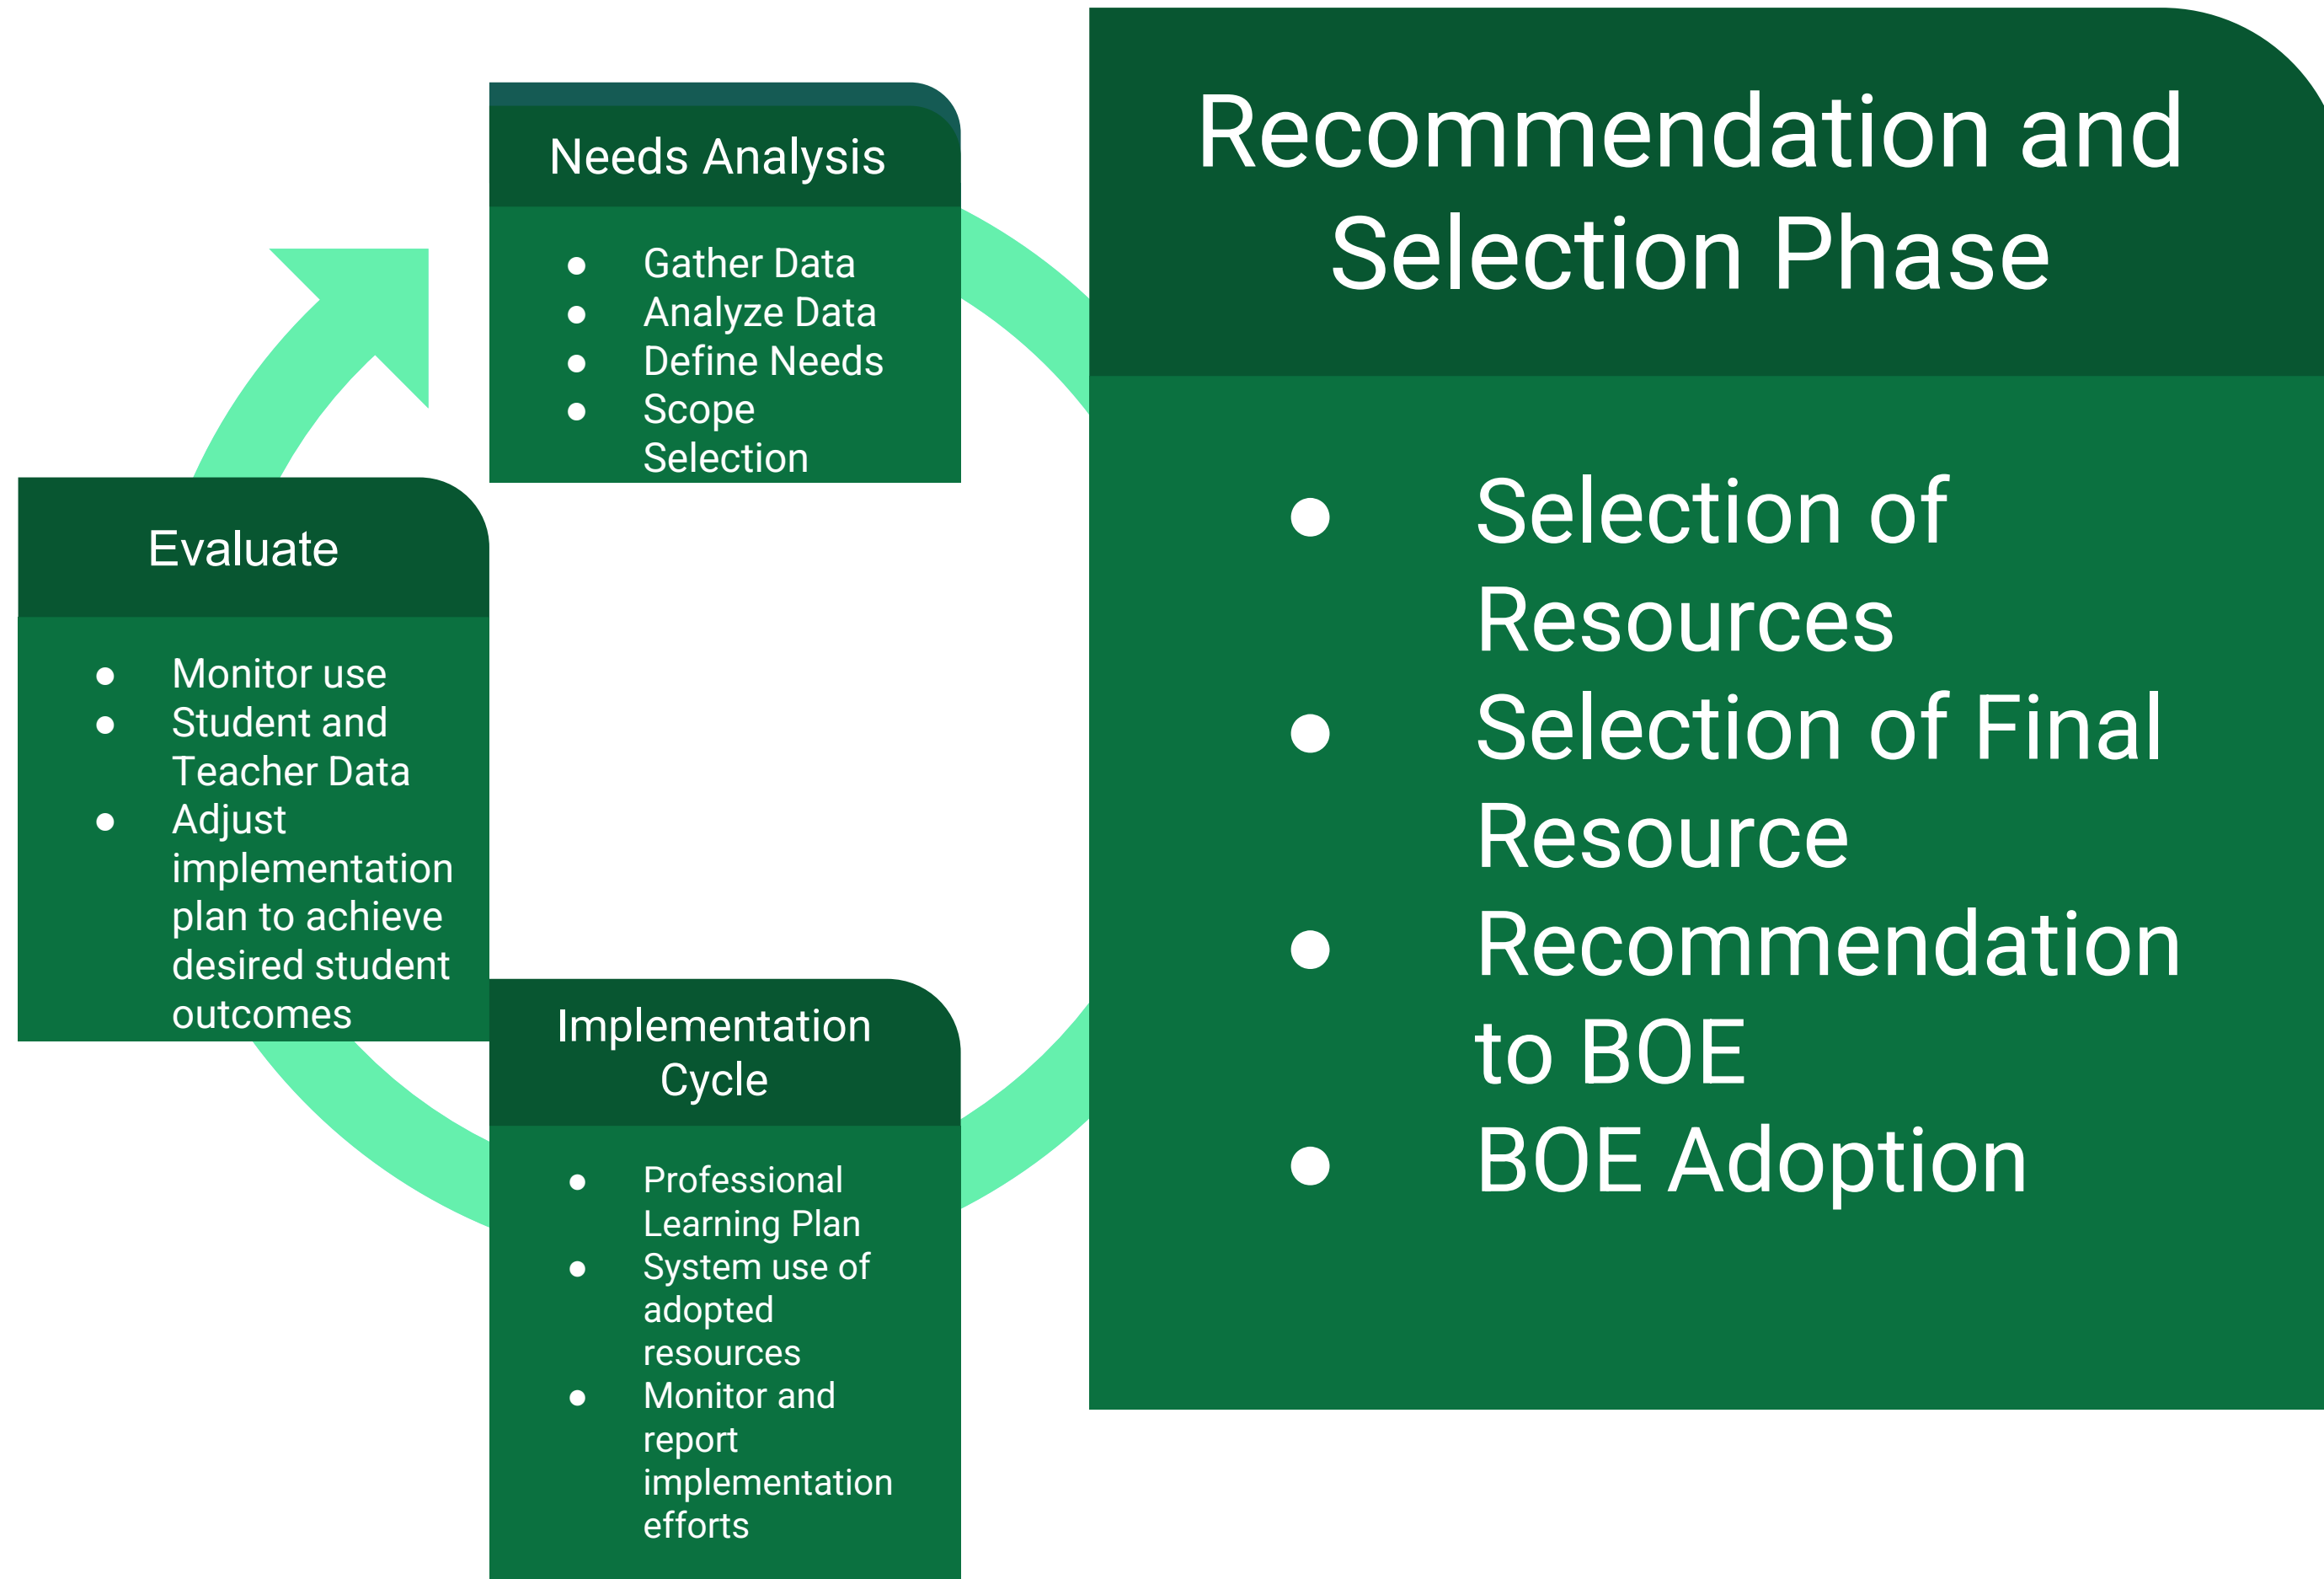 Needs Analysis
● Gather Data
● Analyze Data
● Define Needs
● Scope
Selection
Recommendation and
Selection Phase
● Selection of
Resources
● Selection of Final
Resource
● Recommendation
to BOE
● BOE Adoption
Implementation
Cycle
● Professional
Learning Plan
● System use of
adopted
resources
● Monitor and
report
implementation
efforts
Evaluate
● Monitor use
● Student and
Teacher Data
● Adjust
implementation
plan to achieve
desired student
outcomes